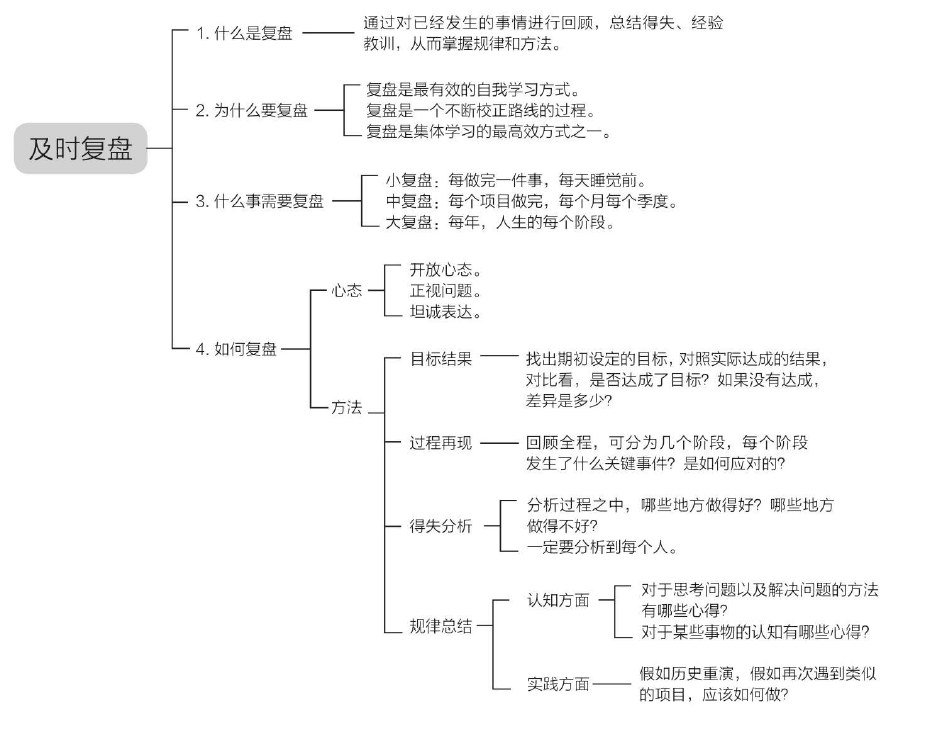 及时复盘
1. 什么是复盘
通过对已经发生的事情进行回顾，总结得失、经验
教训，从而掌握规律和方法。
2. 为什么要复盘
复盘是最有效的自我学习方式。
复盘是一个不断校正路线的过程。
复盘是集体学习的最高效方式之一。
3. 什么事需要复盘
小复盘：每做完一件事，每天睡觉前。
中复盘：每个项目做完，每个月每个季度。
大复盘：每年，人生的每个阶段。
4. 如何复盘
心态
开放心态。
正视问题。
坦诚表达。
方法
目标结果
找出期初设定的目标，对照实际达成的结果，
对比看，是否达成了目标？如果没有达成，
差异是多少？
过程再现
回顾全程，可分为几个阶段，每个阶段
发生了什么关键事件？是如何应对的？
得失分析
分析过程之中，哪些地方做得好？哪些地方
做得不好？
一定要分析到每个人。
规律总结
认知方面
对于思考问题以及解决问题的方法
有哪些心得？
对于某些事物的认知有哪些心得？
实践方面
假如历史重演，假如再次遇到类似
的项目，应该如何做？